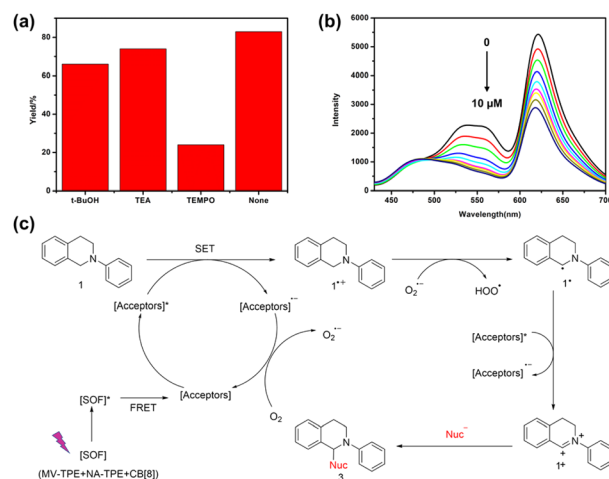 (a)
Yield/%
80
60
40
20
0
t-BuOH TEA TEMPO None
(b)
Intensity
6000
5000
4000
3000
2000
1000
0
0
10 μM
450 500 550 600 650 700
Wavelength(nm)
(c)
SET
N
1
N
1•+
O₂•− HOO•
N
•
1•
[Acceptors]* [Acceptors]•−
O₂•−
[Acceptors]*
[Acceptors]•−
[SOF]* FRET [Acceptors]
O₂
[SOF]
(MV-TPE+NA-TPE+CB[8])
N
Nuc
3
Nuc−
N
+
+
1+